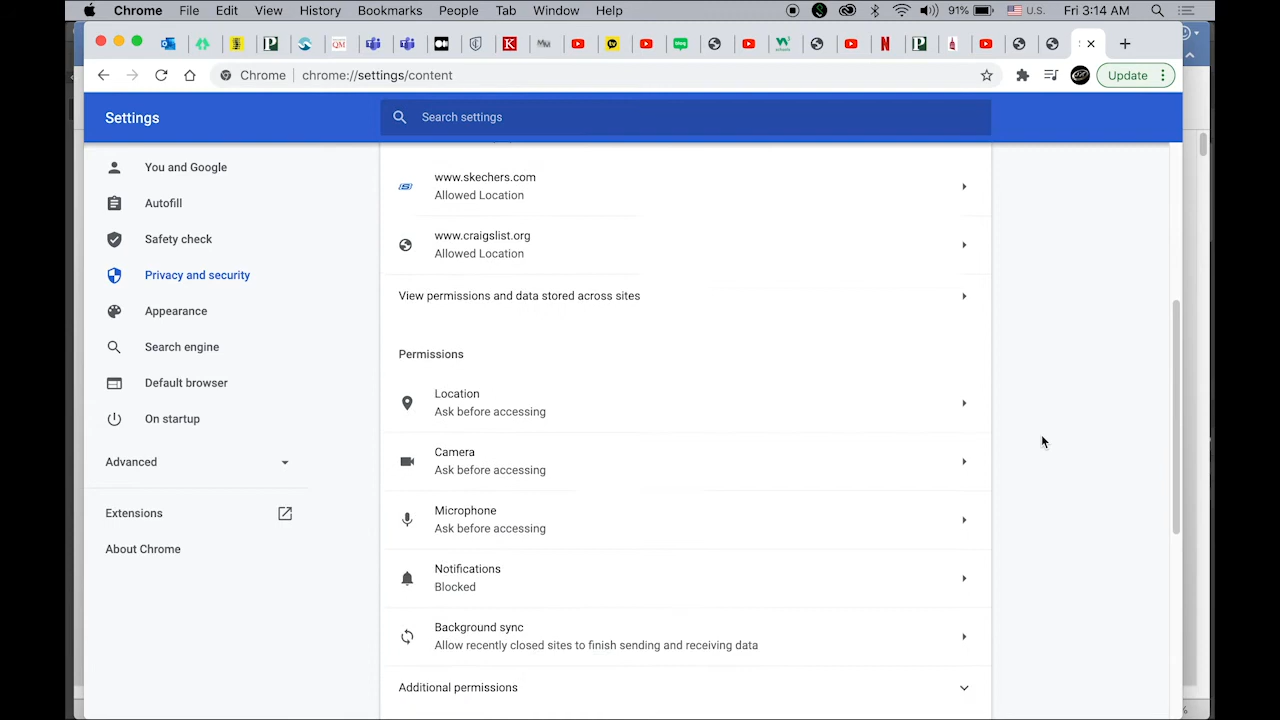 Chrome File Edit View History Bookmarks People Tab Window Help 91% U.S. Fri 3:14 AM
QM Mw K P tv N P
Chrome chrome://settings/content Update
Settings Search settings
You and Google
Autofill
Safety check
Privacy and security
Appearance
Search engine
Default browser
On startup
Advanced
Extensions
About Chrome
www.skechers.com
Allowed Location
www.craigslist.org
Allowed Location
View permissions and data stored across sites
Permissions
Location
Ask before accessing
Camera
Ask before accessing
Microphone
Ask before accessing
Notifications
Blocked
Background sync
Allow recently closed sites to finish sending and receiving data
Additional permissions